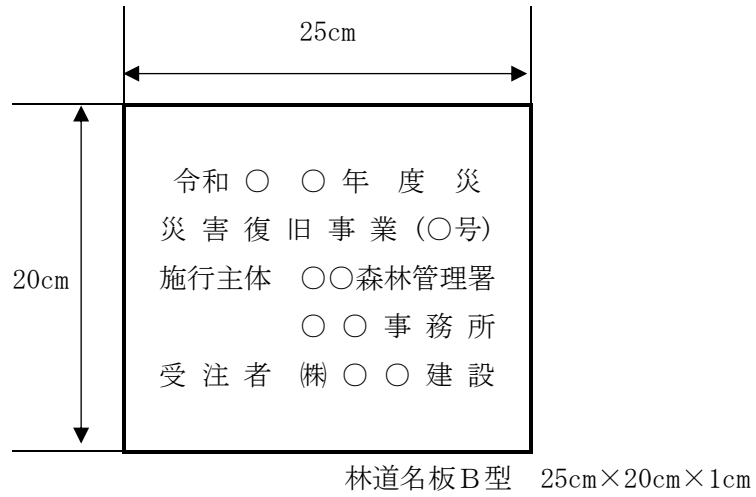 25cm
令和 ○ ○ 年 度 災
災 害 復 旧 事 業 (○号)
20cm
施行主体 ○○森林管理署
○ ○ 事 務 所
受 注 者 ㈱ ○ ○ 建 設
林道名板Ｂ型 25cm×20cm×1cm